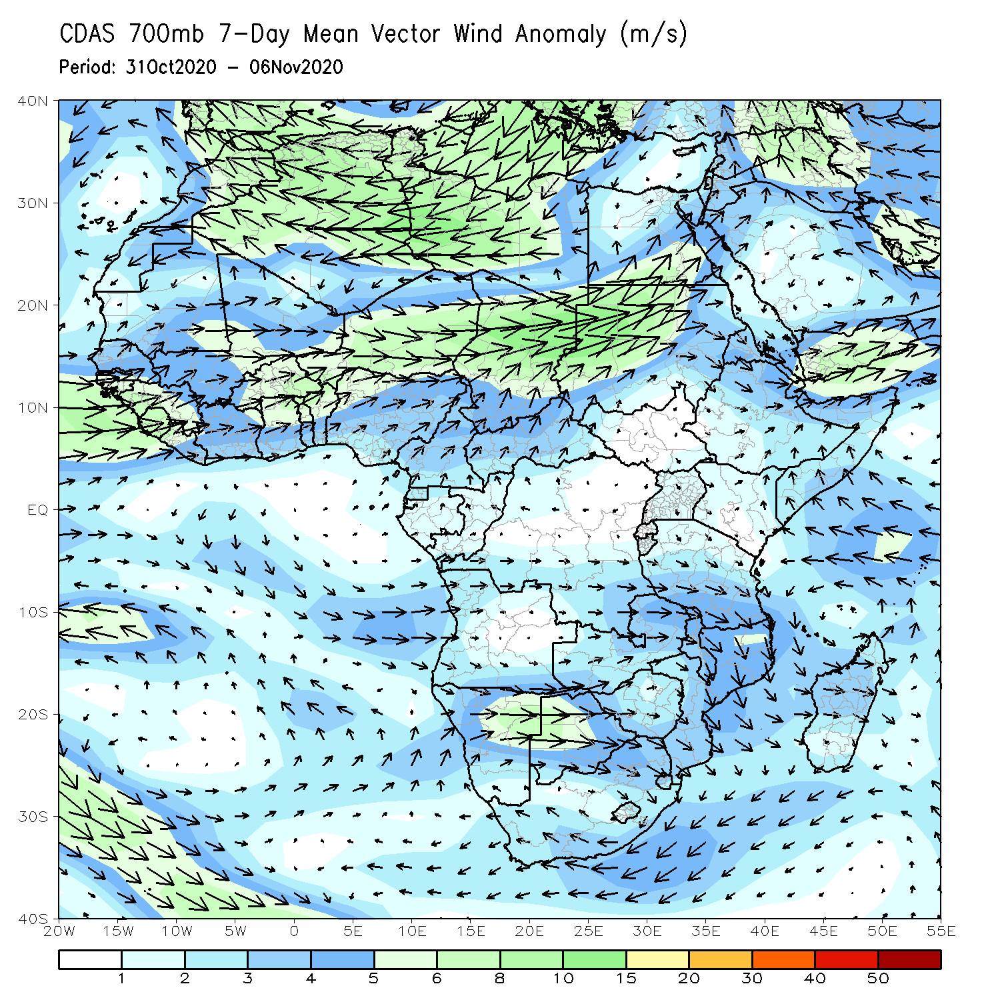 CDAS 700mb 7-Day Mean Vector Wind Anomaly (m/s)
Period: 31Oct2020 - 06Nov2020
40N
30N
20N
10N
EQ
10S
20S
30S
40S
20W 15W 10W 5W 0 5E 10E 15E 20E 25E 30E 35E 40E 45E 50E 55E
1 2 3 4 5 6 8 10 15 20 30 40 50